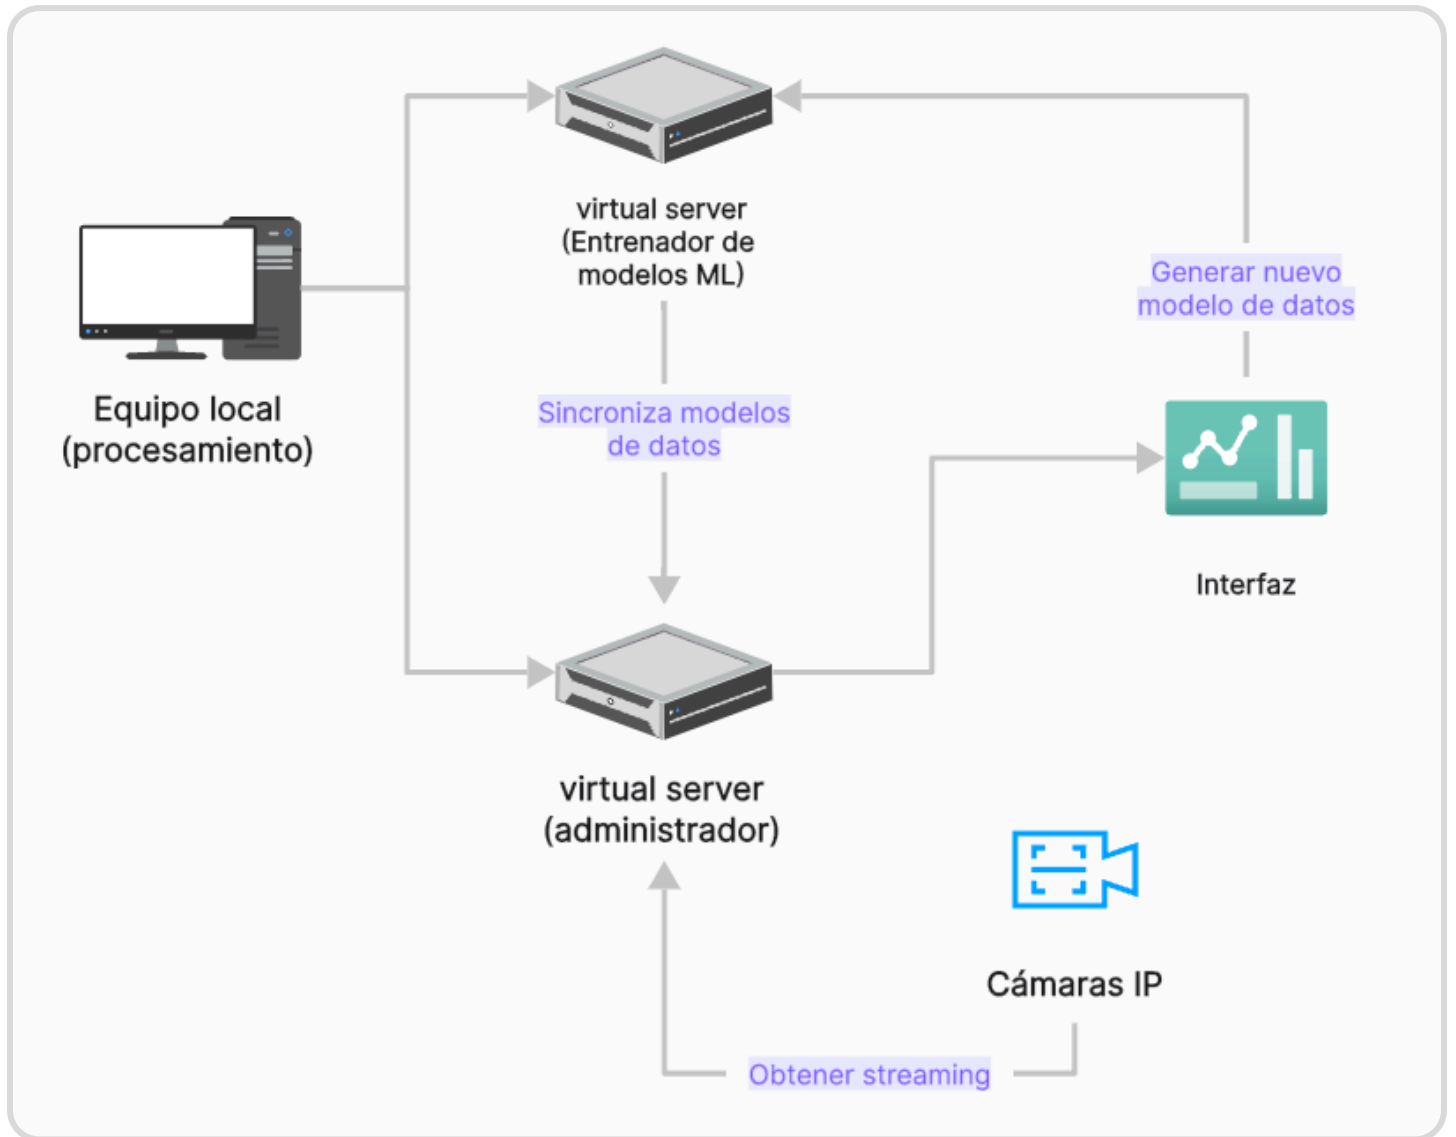 virtual server
(Entrenador de
modelos ML)
Generar nuevo
modelo de datos
Equipo local
(procesamiento)
Sincroniza modelos
de datos
Interfaz
virtual server
(administrador)
Cámaras IP
Obtener streaming